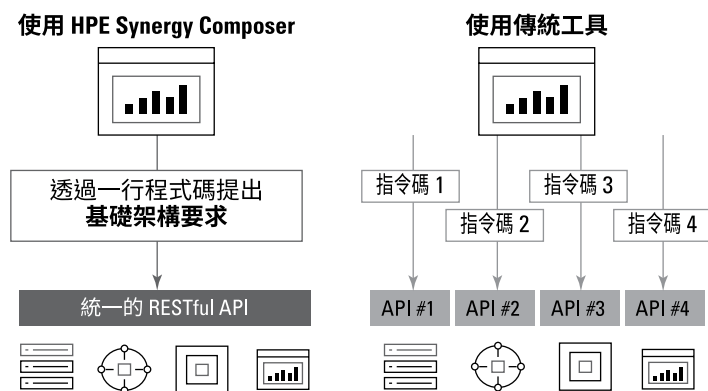 使用 HPE Synergy Composer
透過一行程式碼提出
基礎架構要求
統一的 RESTful API
使用傳統工具
指令碼 1
指令碼 2
指令碼 3
指令碼 4
API #1
API #2
API #3
API #4